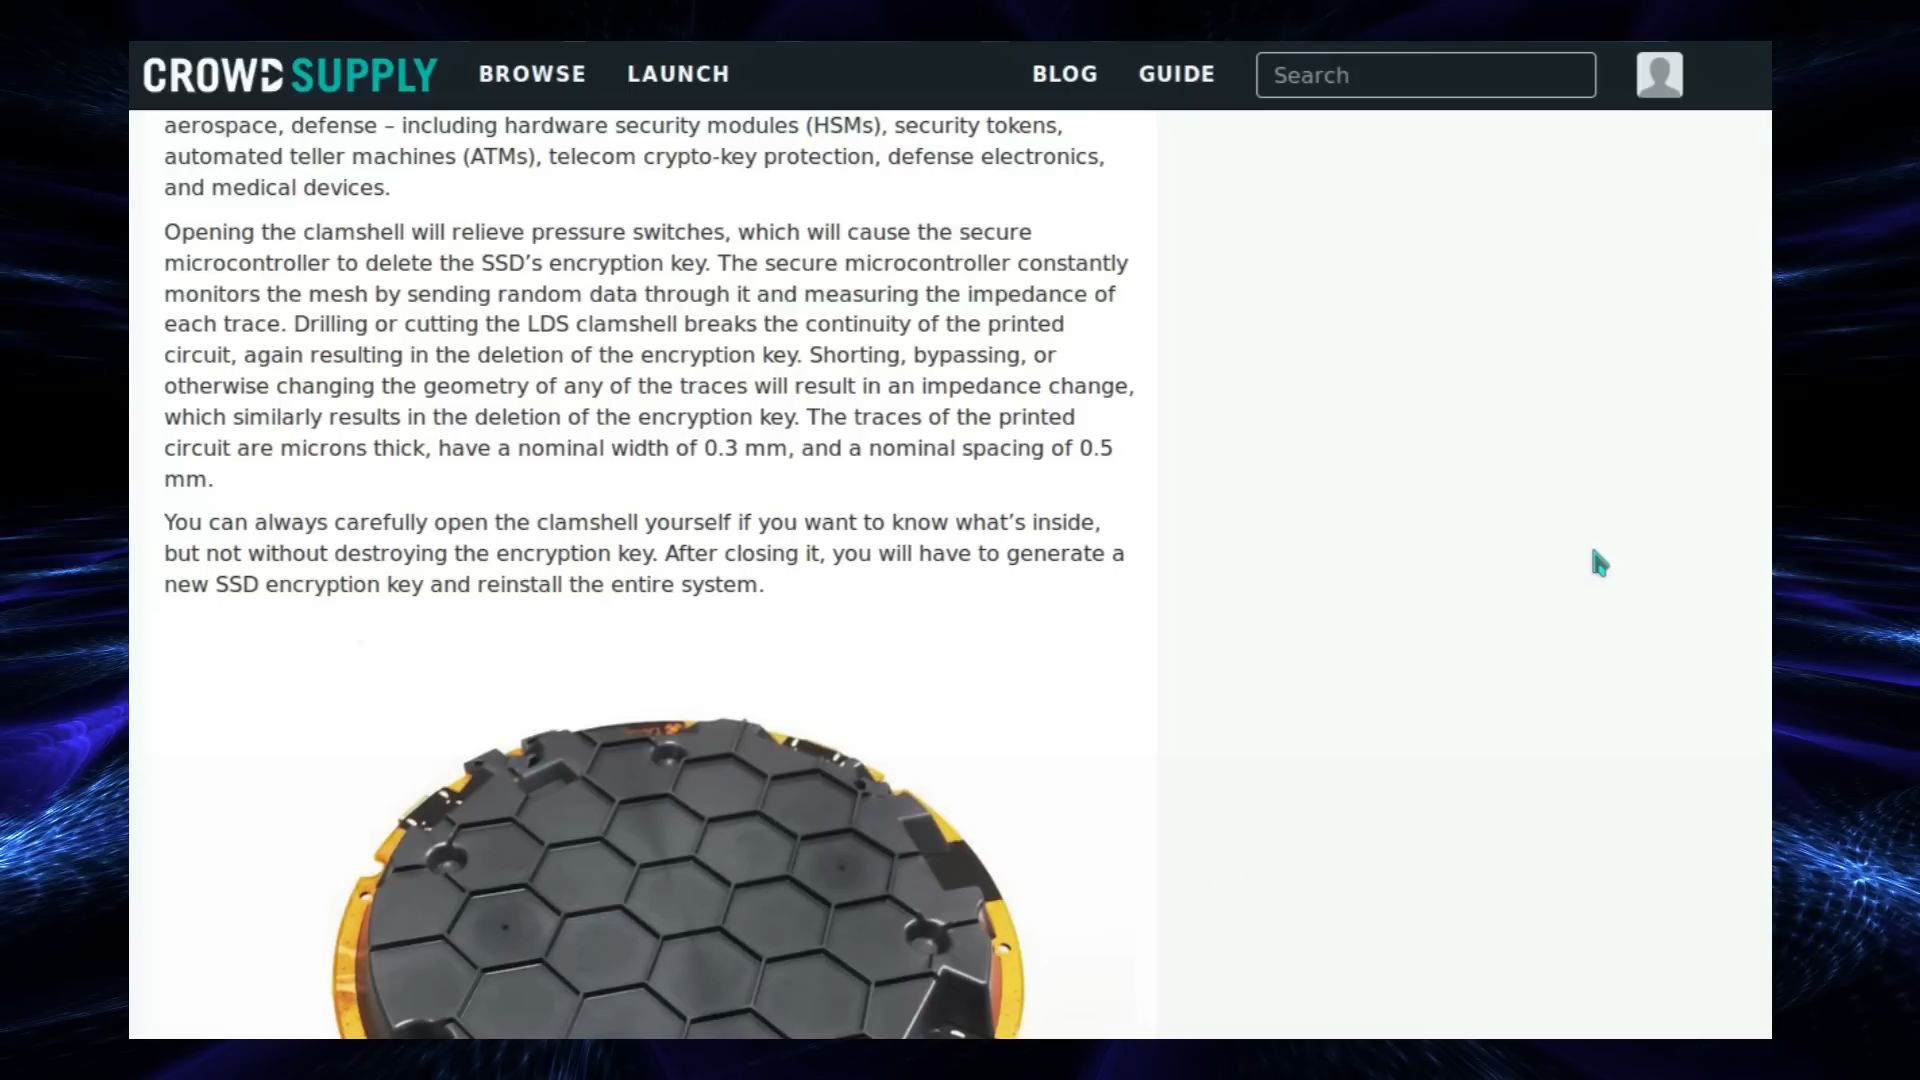 CROWD SUPPLY BROWSE LAUNCH BLOG GUIDE Search
aerospace, defense – including hardware security modules (HSMs), security tokens,
automated teller machines (ATMs), telecom crypto-key protection, defense electronics,
and medical devices.
Opening the clamshell will relieve pressure switches, which will cause the secure
microcontroller to delete the SSD’s encryption key. The secure microcontroller constantly
monitors the mesh by sending random data through it and measuring the impedance of
each trace. Drilling or cutting the LDS clamshell breaks the continuity of the printed
circuit, again resulting in the deletion of the encryption key. Shorting, bypassing, or
otherwise changing the geometry of any of the traces will result in an impedance change,
which similarly results in the deletion of the encryption key. The traces of the printed
circuit are microns thick, have a nominal width of 0.3 mm, and a nominal spacing of 0.5
mm.
You can always carefully open the clamshell yourself if you want to know what’s inside,
but not without destroying the encryption key. After closing it, you will have to generate a
new SSD encryption key and reinstall the entire system.